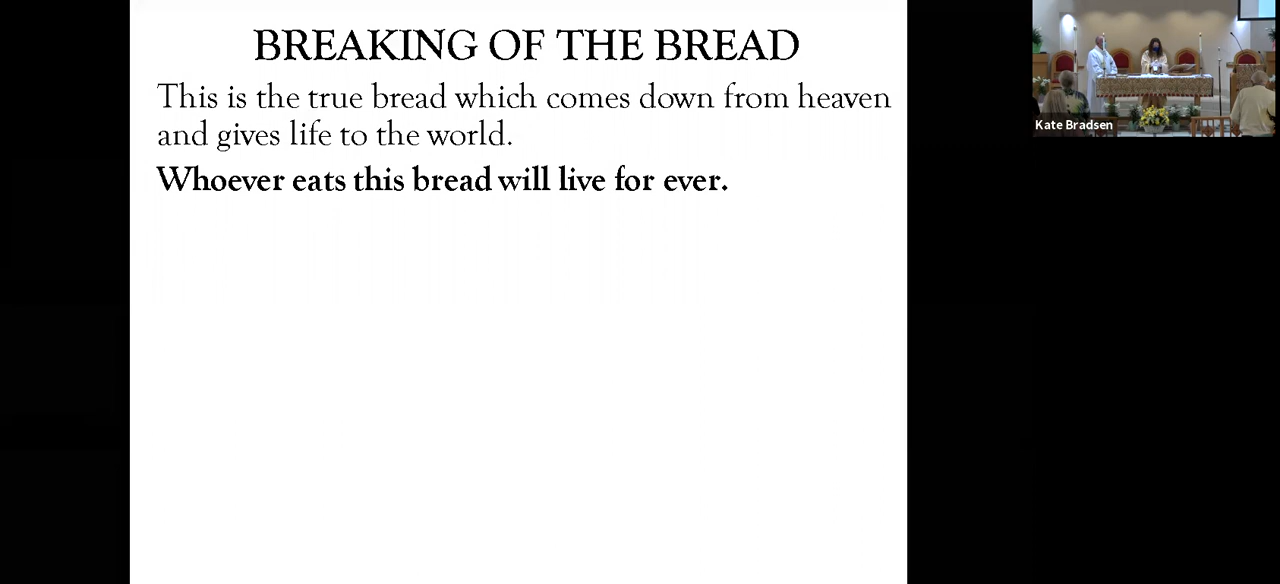 BREAKING OF THE BREAD
This is the true bread which comes down from heaven
and gives life to the world.
Whoever eats this bread will live for ever.
Kate Bradsen